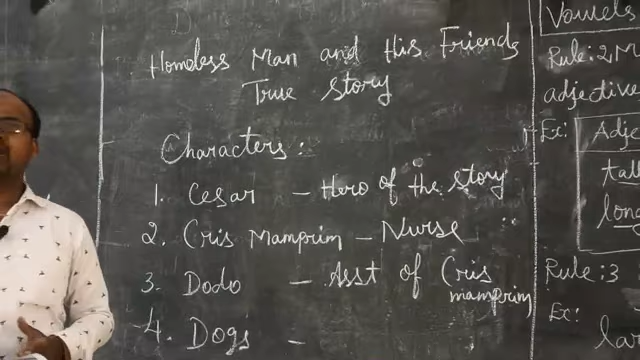 Homeless Man and His Friends
True Story
Characters:
1. Cesar – Hero of the story
2. Cris Mamprim – Nurse
3. Dodo – Asst of Cris
mamprim
4. Dogs –
Vowels
Rule: 2 M
adjective
Ex: Adje
tall
long
Rule: 3
Ex:
lar